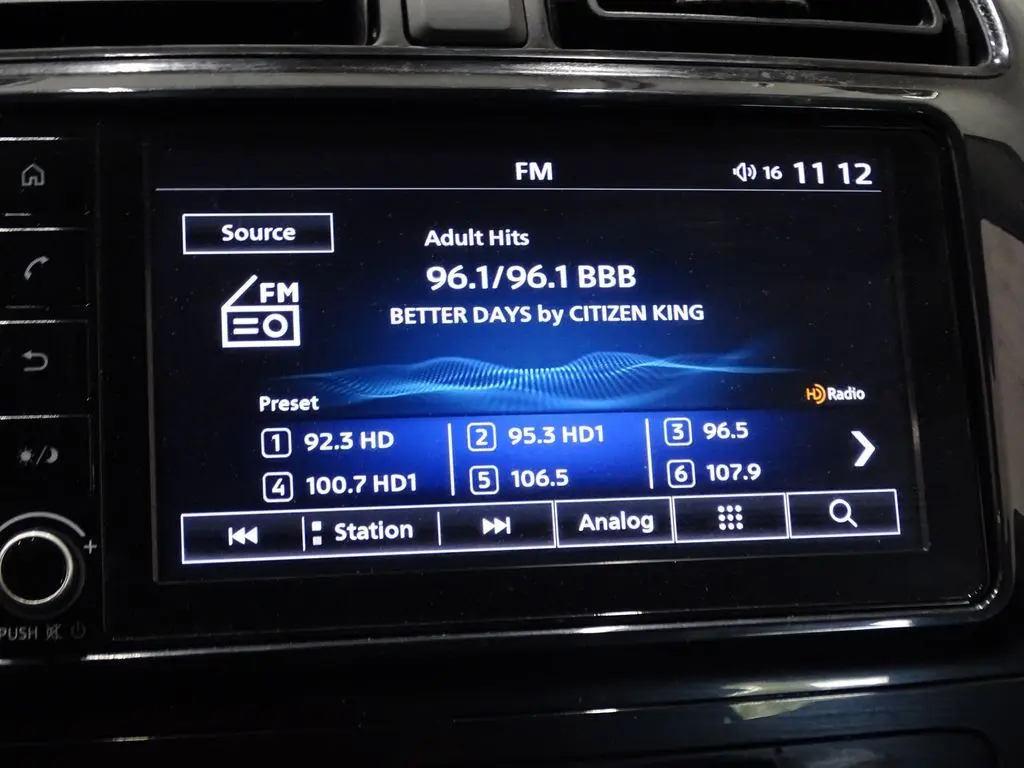 FM 16 11 12
Source
Adult Hits
96.1/96.1 BBB
FM
BETTER DAYS by CITIZEN KING
HD Radio
Preset
1 92.3 HD 2 95.3 HD1 3 96.5
4 100.7 HD1 5 106.5 6 107.9
Station Analog
+
PUSH